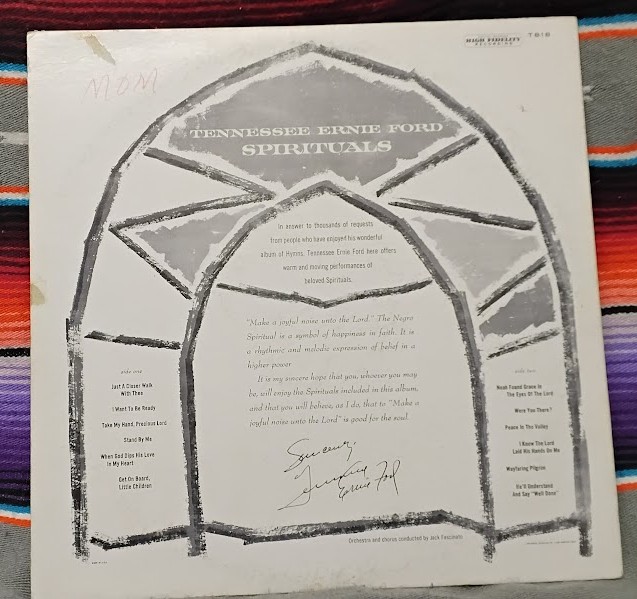 HIGH FIDELITY
RECORDING
T 818
MOM
TENNESSEE ERNIE FORD
SPIRITUALS
In answer to thousands of requests
from people who have enjoyed his wonderful
album of Hymns, Tennessee Ernie Ford here offers
warm and moving performances of
beloved Spirituals.
"Make a joyful noise unto the Lord." The Negro
Spiritual is a symbol of happiness in faith. It is
a rhythmic and melodic expression of belief in a
higher power
It is my sincere hope that you, whoever you may
be, will enjoy the Spirituals included in this album,
and that you will believe, as I do, that to "Make a
joyful noise unto the Lord" is good for the soul.
Sincerely,
Tennessee
Ernie Ford
side one
Just A Closer Walk
With Thee
I Want To Be Ready
Take My Hand, Precious Lord
Stand By Me
When God Dips His Love
In My Heart
Get On Board,
Little Children
side two
Noah Found Grace In
The Eyes Of The Lord
Were You There?
Peace In The Valley
I Know The Lord
Laid His Hands On Me
Wayfaring Pilgrim
He'll Understand
And Say "Well Done"
Orchestra and chorus conducted by Jack Fascinato